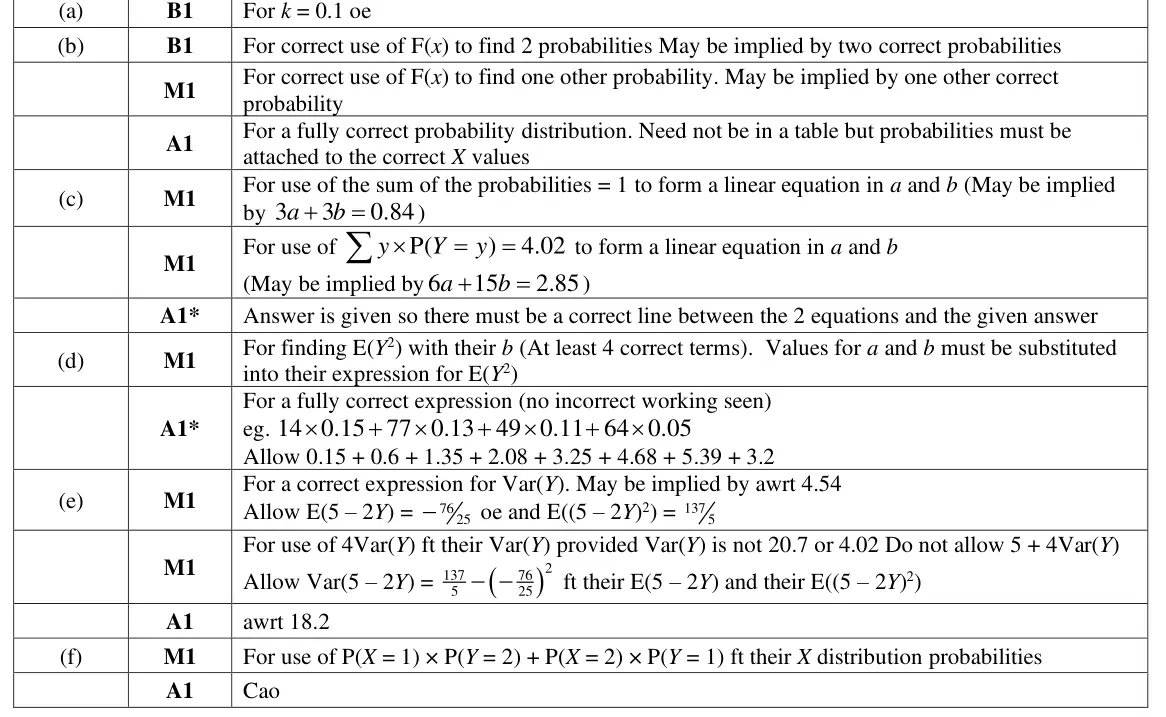 (a) B1 For k = 0.1 oe
(b) B1 For correct use of F(x) to find 2 probabilities May be implied by two correct probabilities
M1 For correct use of F(x) to find one other probability. May be implied by one other correct
probability
A1 For a fully correct probability distribution. Need not be in a table but probabilities must be
attached to the correct X values
(c) M1 For use of the sum of the probabilities = 1 to form a linear equation in a and b (May be implied
by 3a + 3b = 0.84)
M1 For use of ∑ y × P(Y = y) = 4.02 to form a linear equation in a and b
(May be implied by 6a + 15b = 2.85)
A1* Answer is given so there must be a correct line between the 2 equations and the given answer
(d) M1 For finding E(Y²) with their b (At least 4 correct terms). Values for a and b must be substituted
into their expression for E(Y²)
A1* For a fully correct expression (no incorrect working seen)
eg. 14×0.15+77×0.13+49×0.11+64×0.05
Allow 0.15 + 0.6 + 1.35 + 2.08 + 3.25 + 4.68 + 5.39 + 3.2
(e) M1 For a correct expression for Var(Y). May be implied by awrt 4.54
Allow E(5 – 2Y) = −76/25 oe and E((5 – 2Y)²) = 137/5
M1 For use of 4Var(Y) ft their Var(Y) provided Var(Y) is not 20.7 or 4.02 Do not allow 5 + 4Var(Y)
Allow Var(5 – 2Y) = 137/5 − (−76/25)² ft their E(5 – 2Y) and their E((5 – 2Y)²)
A1 awrt 18.2
(f) M1 For use of P(X = 1) × P(Y = 2) + P(X = 2) × P(Y = 1) ft their X distribution probabilities
A1 Cao